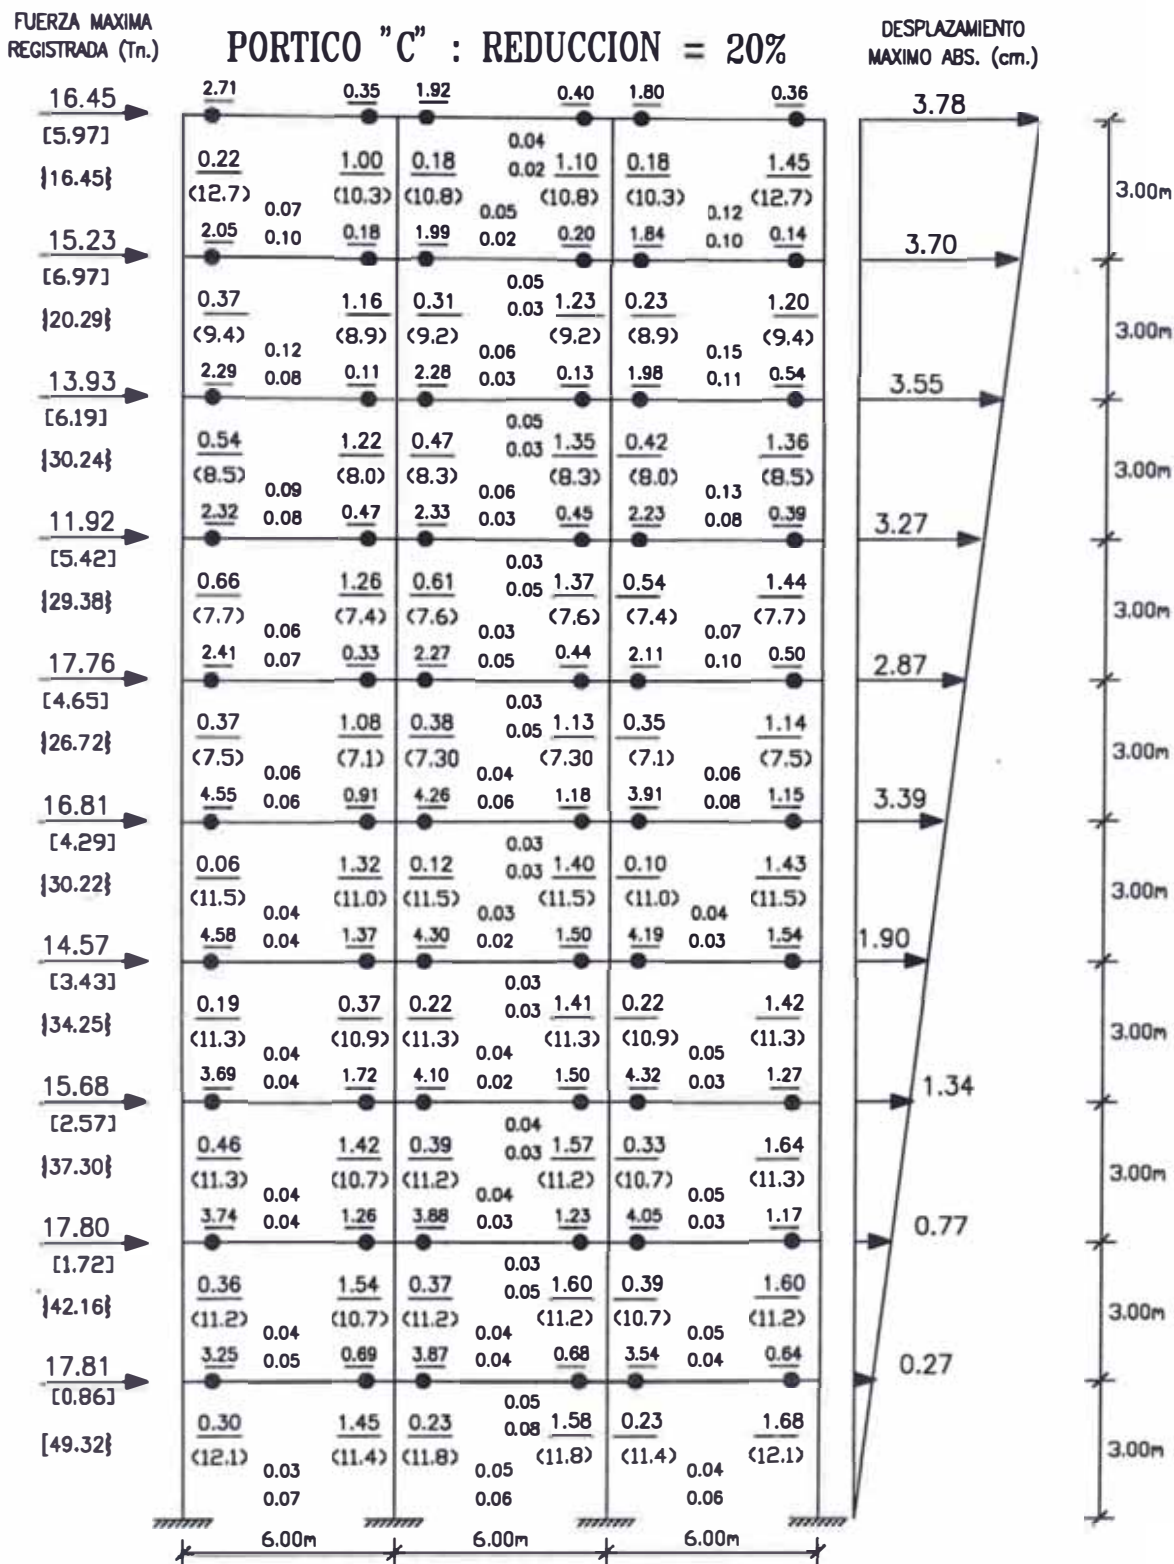 FUERZA MAXIMA
REGISTRADA (Tn.)
PORTICO "C" : REDUCCION = 20%
DESPLAZAMIENTO
MAXIMO ABS. (cm.)
16.45 2.71 0.35 1.92 0.40 1.80 0.36 3.78
[5.97] 0.04
{16.45} 0.22 1.00 0.18 0.02 1.10 0.18 1.45 3.00m
(12.7) (10.3) (10.8) (10.8) (10.3) (12.7)
0.07 0.05 0.12
15.23 2.05 0.10 0.18 1.99 0.02 0.20 1.84 0.10 0.14 3.70
[6.97] 0.05
{20.29} 0.37 1.16 0.31 0.03 1.23 0.23 1.20 3.00m
(9.4) (8.9) (9.2) (9.2) (8.9) (9.4)
0.12 0.06 0.15
13.93 2.29 0.08 0.11 2.28 0.03 0.13 1.98 0.11 0.54 3.55
[6.19] 0.05
{30.24} 0.54 1.22 0.47 0.03 1.35 0.42 1.36 3.00m
(8.5) (8.0) (8.3) (8.3) (8.0) (8.5)
0.09 0.06 0.13
11.92 2.32 0.08 0.47 2.33 0.03 0.45 2.23 0.08 0.39 3.27
[5.42] 0.03
{29.38} 0.66 1.26 0.61 0.05 1.37 0.54 1.44 3.00m
(7.7) (7.4) (7.6) (7.6) (7.4) (7.7)
0.06 0.03 0.07
17.76 2.41 0.07 0.33 2.27 0.05 0.44 2.11 0.10 0.50 2.87
[4.65] 0.03
{26.72} 0.37 1.08 0.38 0.05 1.13 0.35 1.14 3.00m
(7.5) (7.1) (7.30 (7.30 (7.1) (7.5)
0.06 0.04 0.06
16.81 4.55 0.06 0.91 4.26 0.06 1.18 3.91 0.08 1.15 3.39
[4.29] 0.03
{30.22} 0.06 1.32 0.12 0.03 1.40 0.10 1.43 3.00m
(11.5) (11.0) (11.5) (11.5) (11.0) (11.5)
0.04 0.03 0.04
14.57 4.58 0.04 1.37 4.30 0.02 1.50 4.19 0.03 1.54 1.90
[3.43] 0.03
{34.25} 0.19 0.37 0.22 0.03 1.41 0.22 1.42 3.00m
(11.3) (10.9) (11.3) (11.3) (10.9) (11.3)
0.04 0.04 0.05
15.68 3.69 0.04 1.72 4.10 0.02 1.50 4.32 0.03 1.27 1.34
[2.57] 0.04
{37.30} 0.46 1.42 0.39 0.03 1.57 0.33 1.64 3.00m
(11.3) (10.7) (11.2) (11.2) (10.7) (11.3)
0.04 0.04 0.05
17.80 3.74 0.04 1.26 3.88 0.03 1.23 4.05 0.03 1.17 0.77
[1.72] 0.03
{42.16} 0.36 1.54 0.37 0.05 1.60 0.39 1.60 3.00m
(11.2) (10.7) (11.2) (11.2) (10.7) (11.2)
0.04 0.04 0.05
17.81 3.25 0.05 0.69 3.87 0.04 0.68 3.54 0.04 0.64 0.27
[0.86] 0.05
[49.32} 0.30 1.45 0.23 0.08 1.58 0.23 1.68 3.00m
(12.1) (11.4) (11.8) (11.8) (11.4) (12.1)
0.03 0.05 0.04
0.07 0.06 0.06
6.00m 6.00m 6.00m